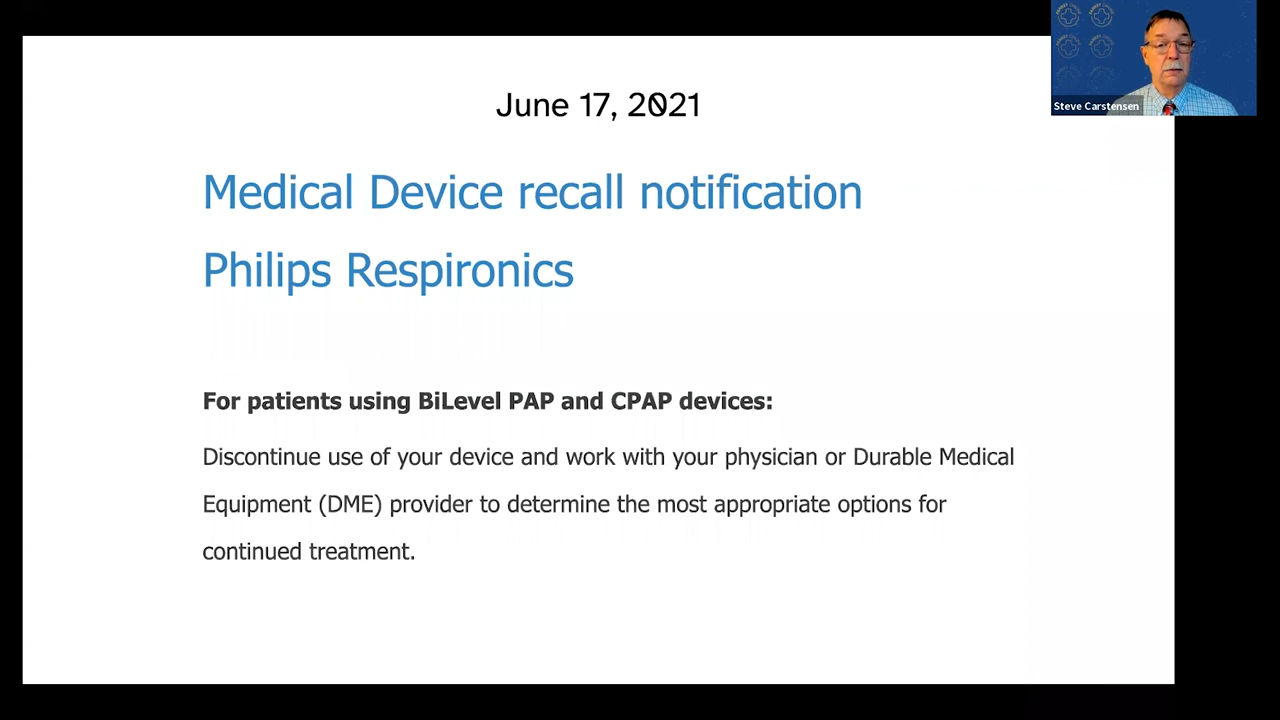 June 17, 2021
Medical Device recall notification
Philips Respironics
For patients using BiLevel PAP and CPAP devices:
Discontinue use of your device and work with your physician or Durable Medical
Equipment (DME) provider to determine the most appropriate options for
continued treatment.
Steve Carstensen